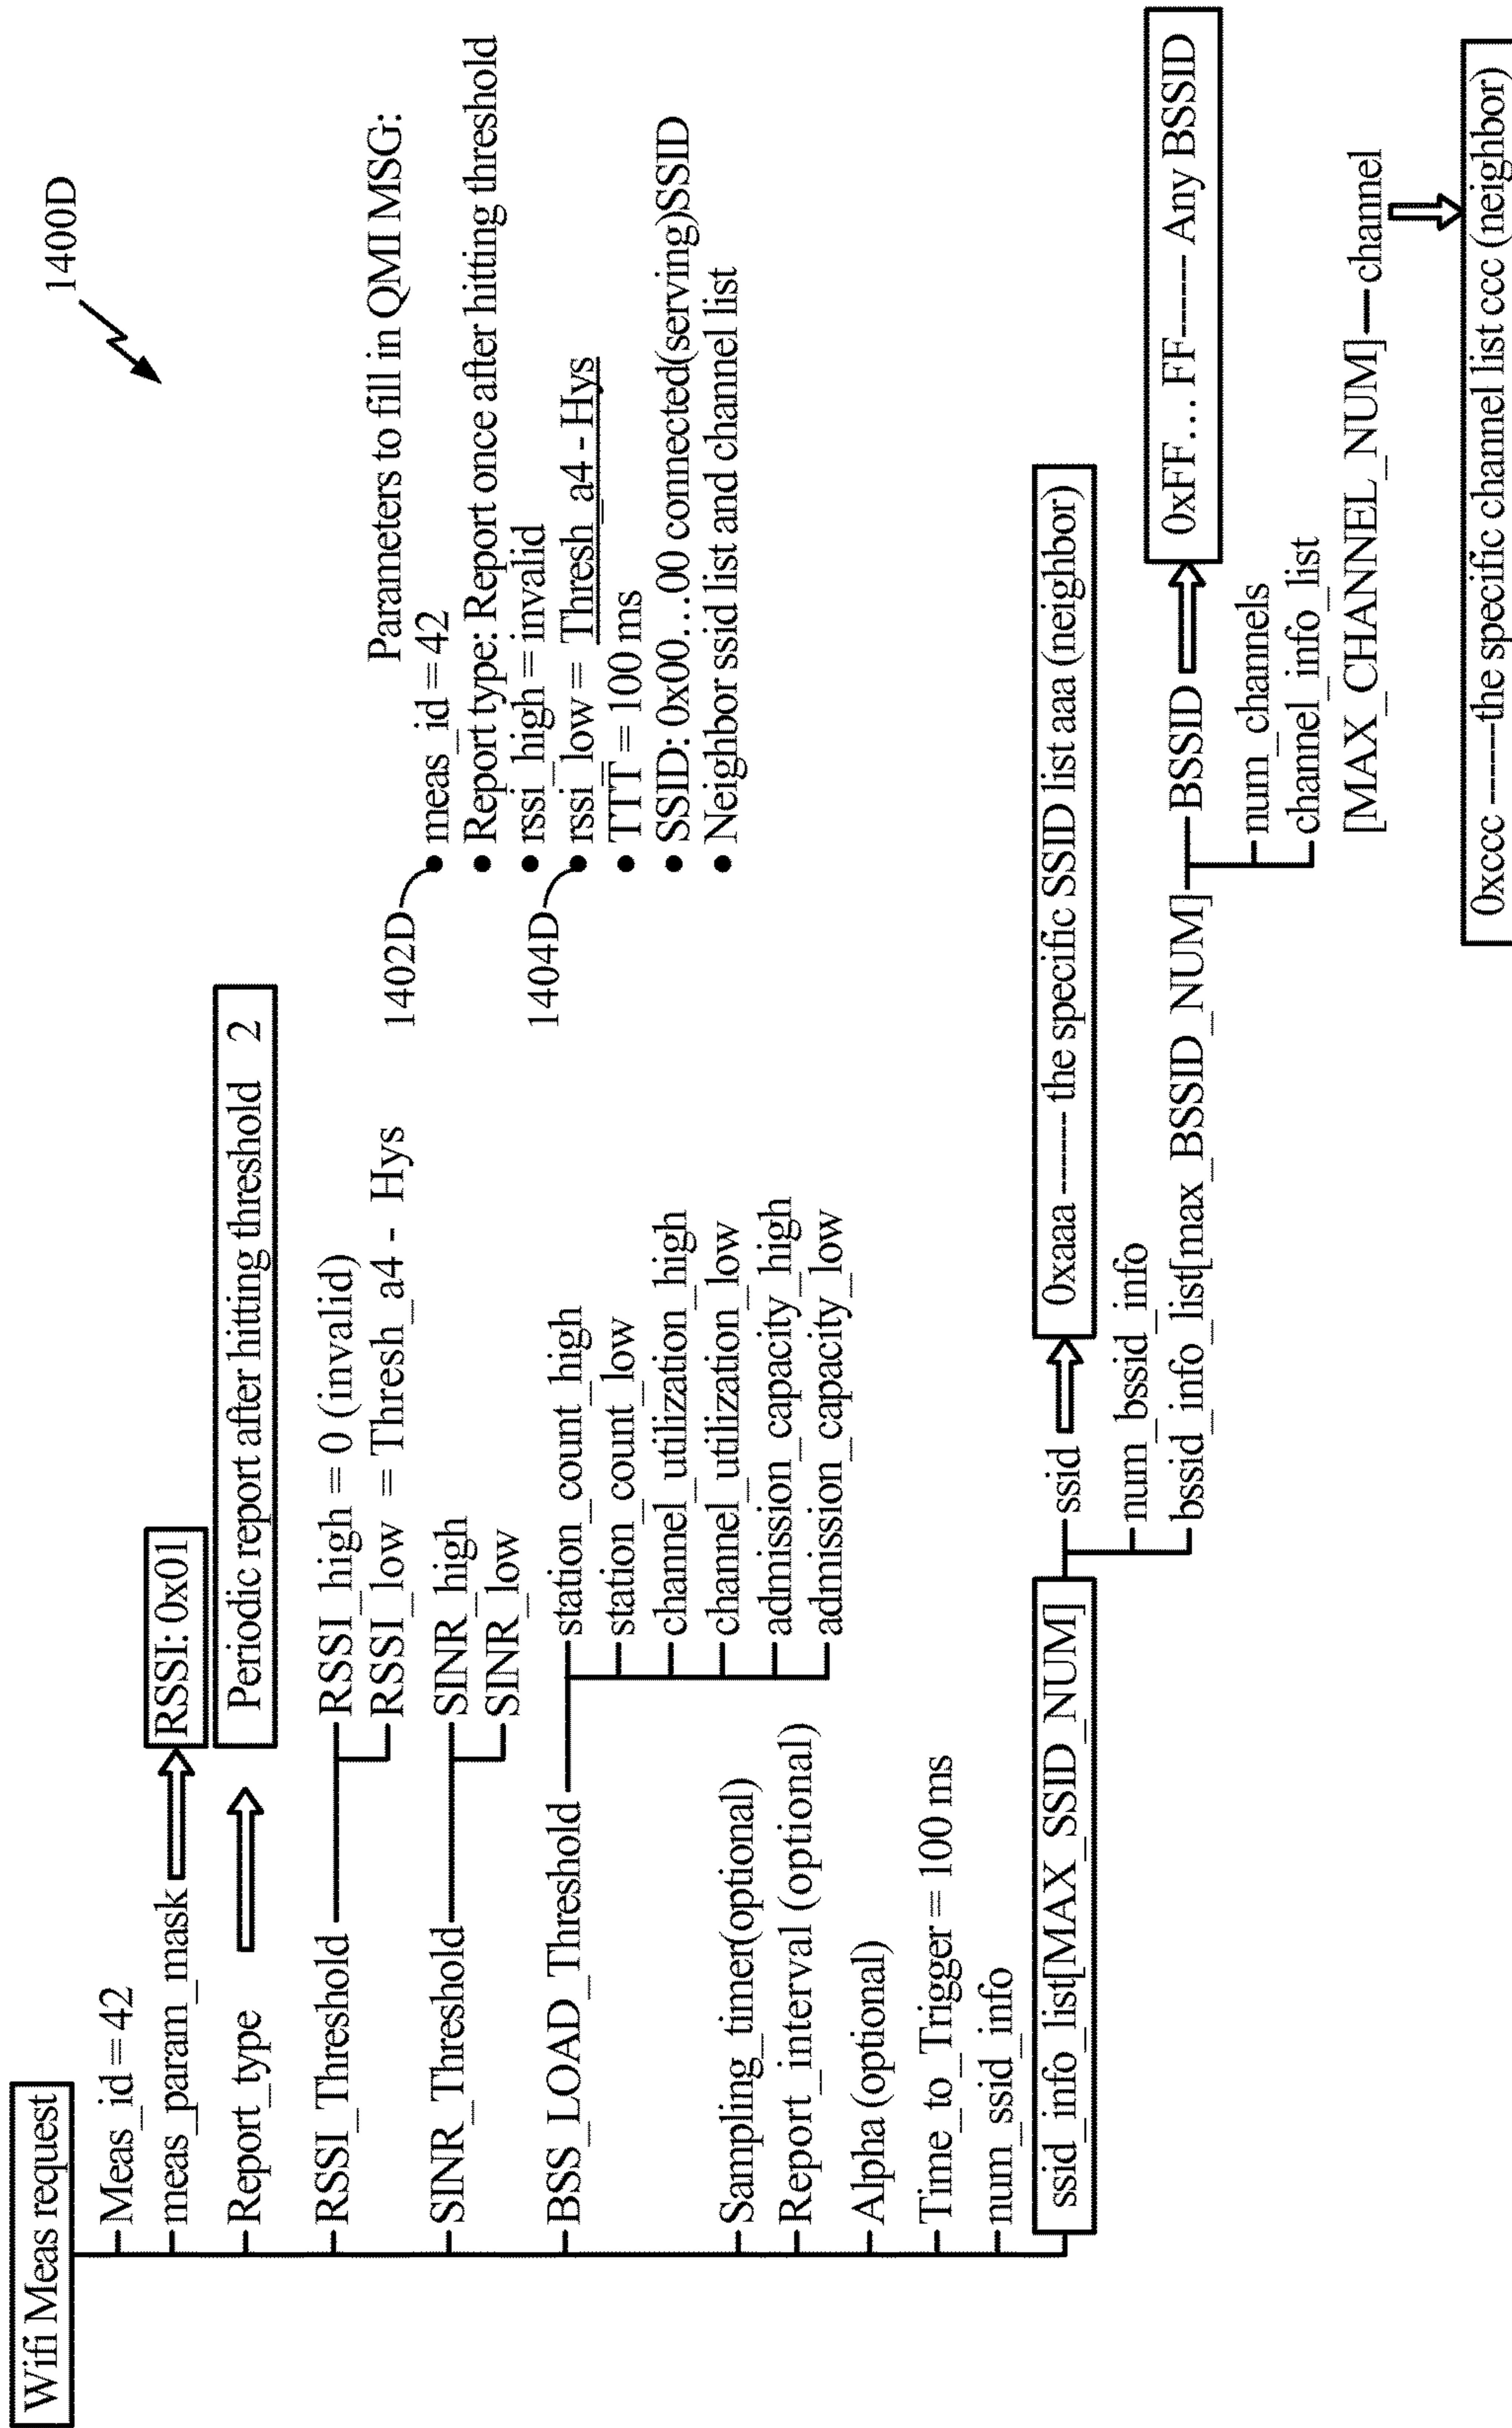 1400D
Wifi Meas request
Meas_id = 42
meas_param_mask
RSSI: 0x01
Report_type
Periodic report after hitting threshold 2
RSSI_Threshold
RSSI_high = 0 (invalid)
RSSI_low = Thresh_a4 - Hys
SINR_Threshold
SINR_high
SINR_low
BSS_LOAD_Threshold
station_count_high
station_count_low
channel_utilization_high
channel_utilization_low
admission_capacity_high
admission_capacity_low
Sampling_timer(optional)
Report_interval (optional)
Alpha (optional)
Time_to_Trigger = 100 ms
num_ssid_info
ssid_info_list[MAX_SSID_NUM]
ssid
0xaaa ------- the specific SSID list aaa (neighbor)
num_bssid_info
bssid_info_list[max_BSSID_NUM]
BSSID
0xFF... FF------- Any BSSID
num_channels
channel_info_list
[MAX_CHANNEL_NUM]
channel
0xccc -------the specific channel list ccc (neighbor)
Parameters to fill in QMI MSG:
1402D
• meas_id = 42
• Report type: Report once after hitting threshold
• rssi_high = invalid
1404D
• rssi_low = Thresh_a4 - Hys
• TTT = 100 ms
• SSID: 0x00...00 connected(serving)SSID
• Neighbor ssid list and channel list